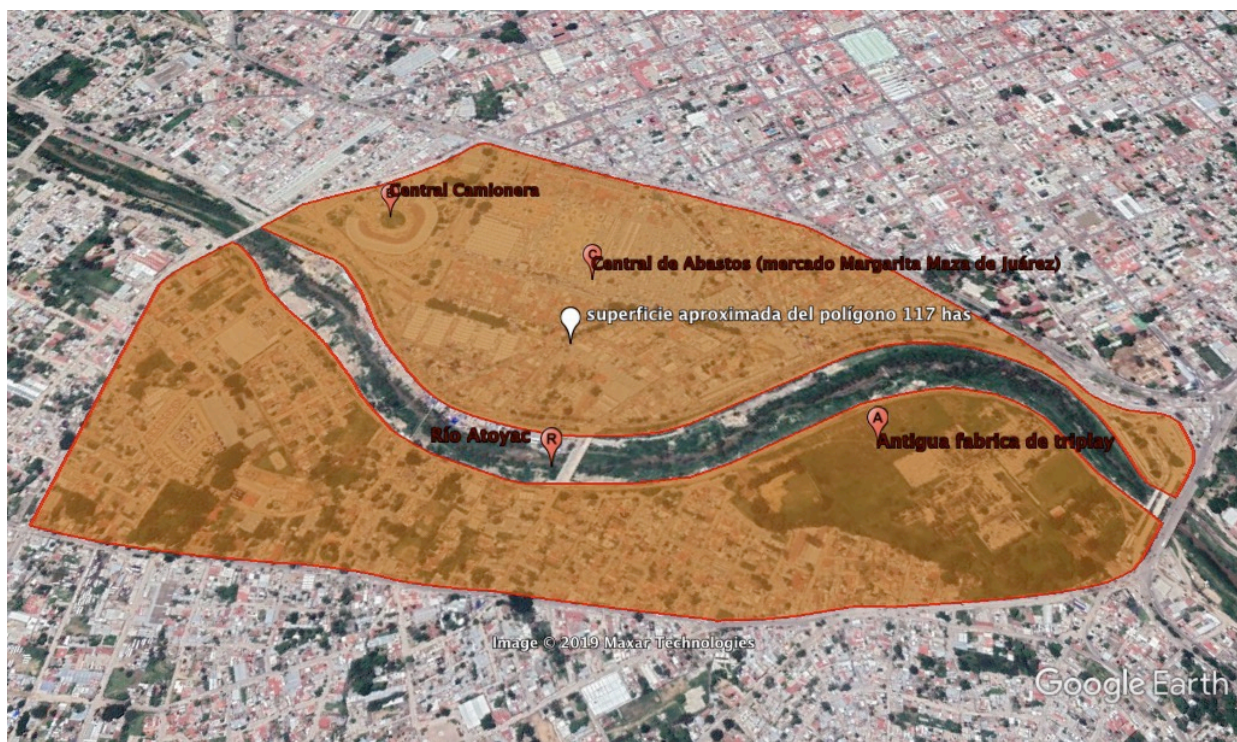 B
Central Camionera
C
Central de Abastos (mercado Margarita Maza de Juárez)
superficie aproximada del polígono 117 has
A
Río Atoyac
R
Antigua fabrica de triplay
Image © 2019 Maxar Technologies
Google Earth